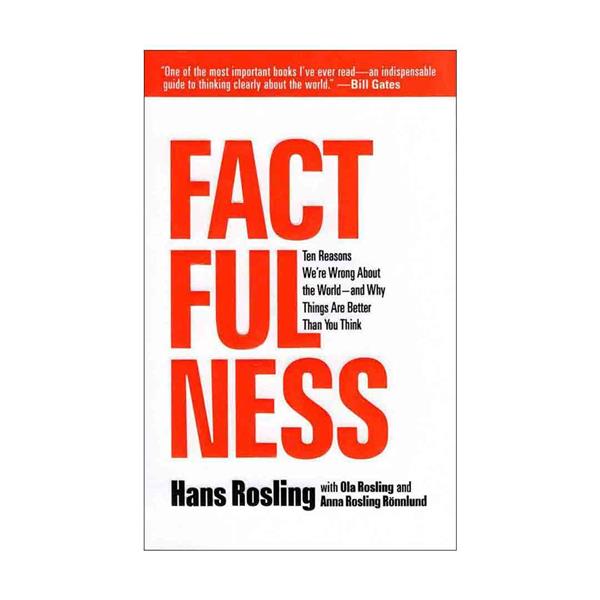 "One of the most important books I've ever read—an indispensable
guide to thinking clearly about the world." —Bill Gates
FACT
FUL
Ten Reasons
We're Wrong About
the World—and Why
Things Are Better
Than You Think
NESS
Hans Rosling
with Ola Rosling and
Anna Rosling Rönnlund